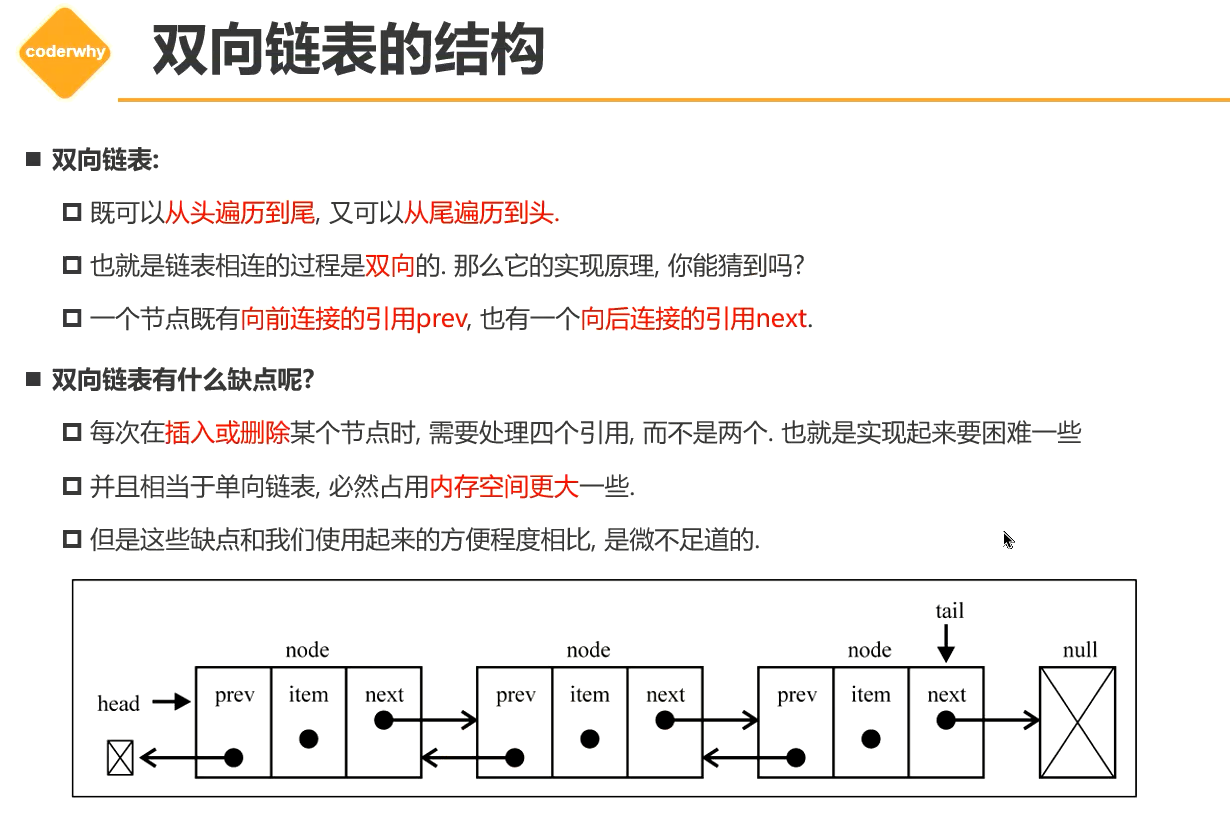 coderwhy
双向链表的结构
双向链表:
既可以从头遍历到尾, 又可以从尾遍历到头.
也就是链表相连的过程是双向的. 那么它的实现原理, 你能猜到吗?
一个节点既有向前连接的引用prev, 也有一个向后连接的引用next.
双向链表有什么缺点呢?
每次在插入或删除某个节点时, 需要处理四个引用, 而不是两个. 也就是实现起来要困难一些
并且相当于单向链表, 必然占用内存空间更大一些.
但是这些缺点和我们使用起来的方便程度相比, 是微不足道的.
tail
node node node null
head prev item next prev item next prev item next